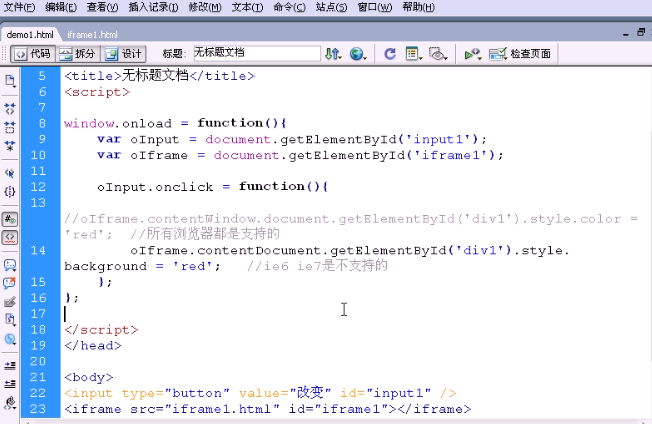 文件(F) 编辑(E) 查看(V) 插入记录(I) 修改(M) 文本(T) 命令(C) 站点(S) 窗口(W) 帮助(H)
demo1.html iframe1.html
代码 拆分 设计 标题: 无标题文档 检查页面
5 <title>无标题文档</title>
6 <script>
7
8 window.onload = function(){
9 var oInput = document.getElementById('input1');
10 var oIframe = document.getElementById('iframe1');
11
12 oInput.onclick = function(){
13
//oIframe.contentWindow.document.getElementById('div1').style.color =
'red'; //所有浏览器都是支持的
14 oIframe.contentDocument.getElementById('div1').style.
background = 'red'; //ie6 ie7是不支持的
15 };
16 };
17
18 </script>
19 </head>
20
21 <body>
22 <input type="button" value="改变" id="input1" />
23 <iframe src="iframe1.html" id="iframe1"></iframe>